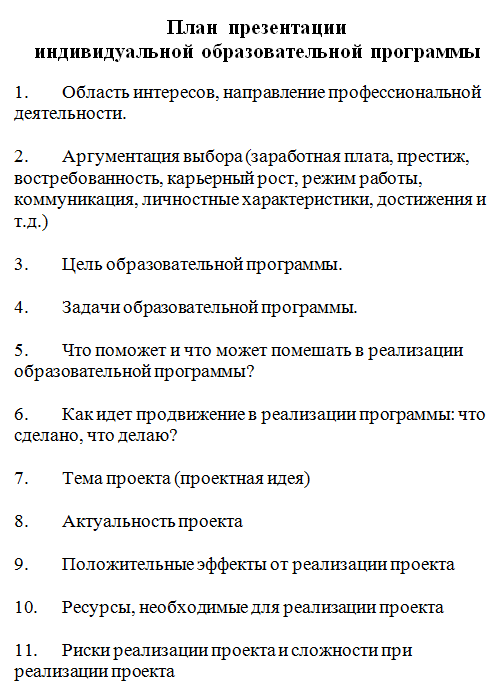 План презентации
индивидуальной образовательной программы
1. Область интересов, направление профессиональной
деятельности.
2. Аргументация выбора (заработная плата, престиж,
востребованность, карьерный рост, режим работы,
коммуникация, личностные характеристики, достижения и
т.д.)
3. Цель образовательной программы.
4. Задачи образовательной программы.
5. Что поможет и что может помешать в реализации
образовательной программы?
6. Как идет продвижение в реализации программы: что
сделано, что делаю?
7. Тема проекта (проектная идея)
8. Актуальность проекта
9. Положительные эффекты от реализации проекта
10. Ресурсы, необходимые для реализации проекта
11. Риски реализации проекта и сложности при
реализации проекта